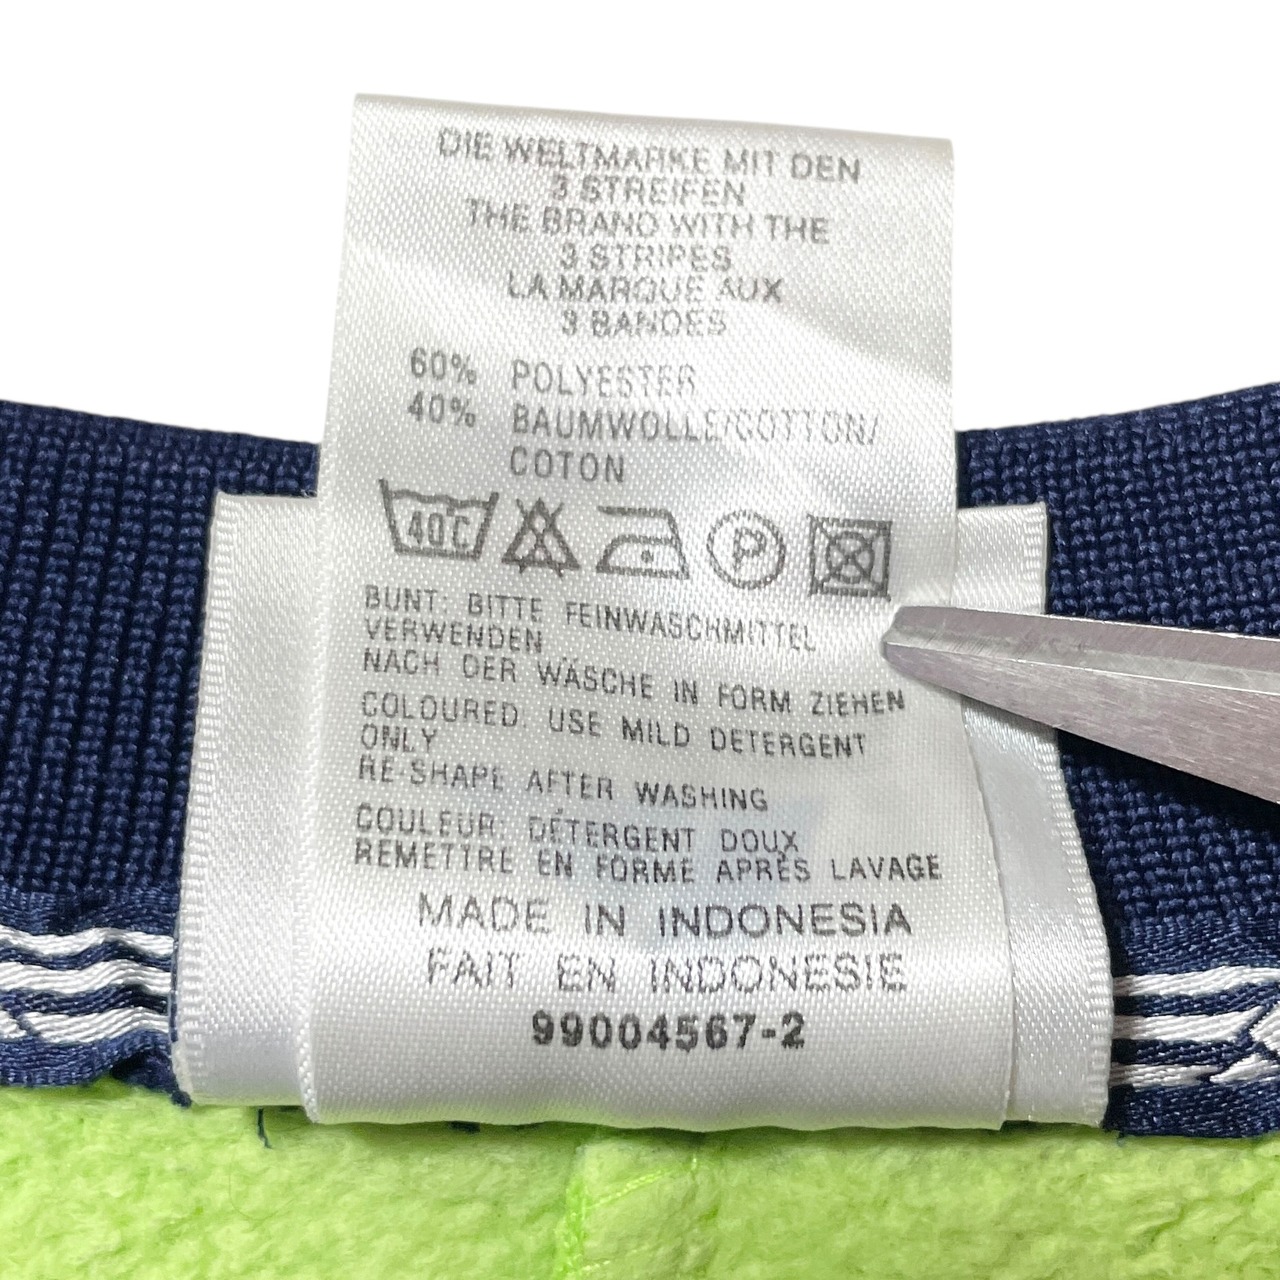 DIE WELTMARKE MIT DEN
3 STREIFEN
THE BRAND WITH THE
3 STRIPES
LA MARQUE AUX
3 BANDES
60% POLYESTER
40% BAUMWOLLE/COTTON/
COTON
40C P
BUNT: BITTE FEINWASCHMITTEL
VERWENDEN
NACH DER WÄSCHE IN FORM ZIEHEN
COLOURED: USE MILD DETERGENT
ONLY
RE-SHAPE AFTER WASHING
COULEUR: DÉTERGENT DOUX
REMETTRE EN FORME APRÈS LAVAGE
MADE IN INDONESIA
FAIT EN INDONESIE
99004567-2